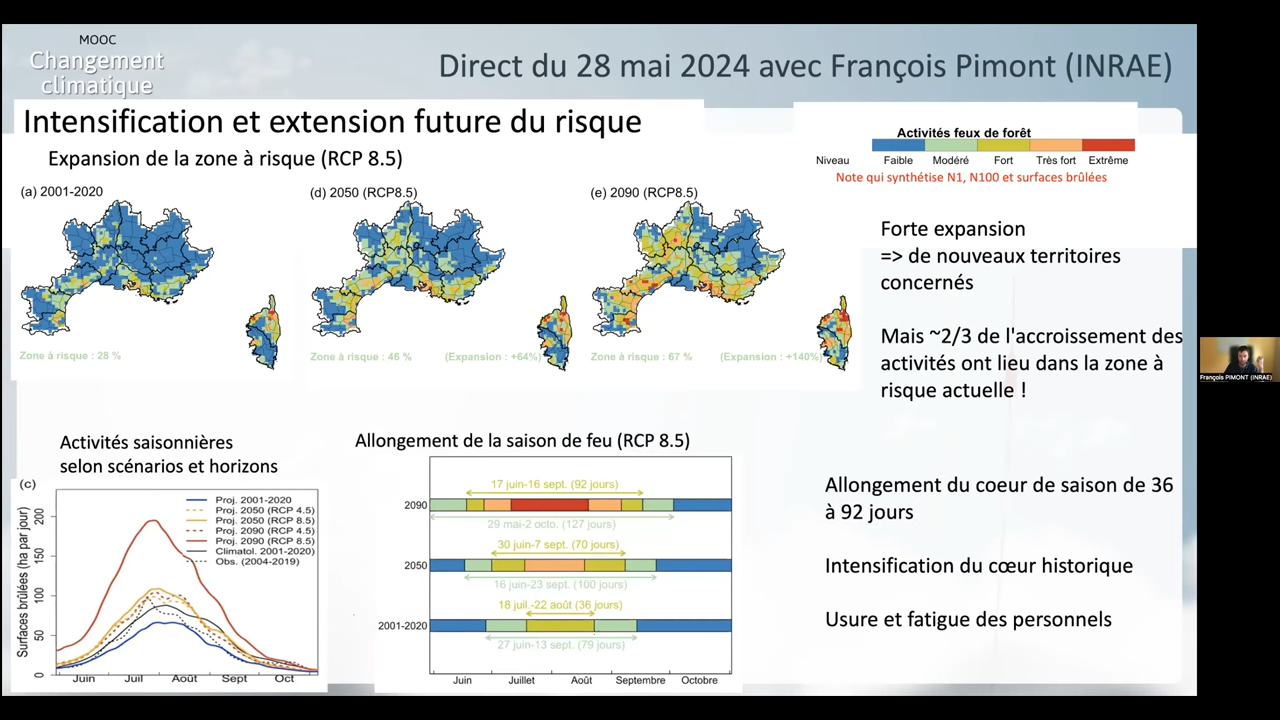 MOOC
Changement
climatique
Direct du 28 mai 2024 avec François Pimont (INRAE)
Intensification et extension future du risque
Expansion de la zone à risque (RCP 8.5)
Activités feux de forêt
Niveau Faible Modéré Fort Très fort Extrême
Note qui synthétise N1, N100 et surfaces brûlées
(a) 2001-2020
(d) 2050 (RCP8.5)
(e) 2090 (RCP8.5)
Zone à risque : 28 %
Zone à risque : 46 % (Expansion : +64%)
Zone à risque : 67 % (Expansion : +140%)
Forte expansion
=> de nouveaux territoires
concernés
Mais ~2/3 de l'accroissement des
activités ont lieu dans la zone à
risque actuelle !
François PIMONT (INRAE)
Activités saisonnières
selon scénarios et horizons
(c)
Surfaces brûlées (ha par jour)
200
150
100
50
0
Proj. 2001-2020
Proj. 2050 (RCP 4.5)
Proj. 2050 (RCP 8.5)
Proj. 2090 (RCP 4.5)
Proj. 2090 (RCP 8.5)
Climatol. 2001-2020)
Obs. (2004-2019)
Juin Juil Août Sept Oct
Allongement de la saison de feu (RCP 8.5)
17 juin-16 sept. (92 jours)
2090
29 mai-2 octo. (127 jours)
30 juin-7 sept. (70 jours)
2050
16 juin-23 sept. (100 jours)
18 juil.-22 août (36 jours)
2001-2020
27 juin-13 sept. (79 jours)
Juin Juillet Août Septembre Octobre
Allongement du coeur de saison de 36
à 92 jours
Intensification du cœur historique
Usure et fatigue des personnels